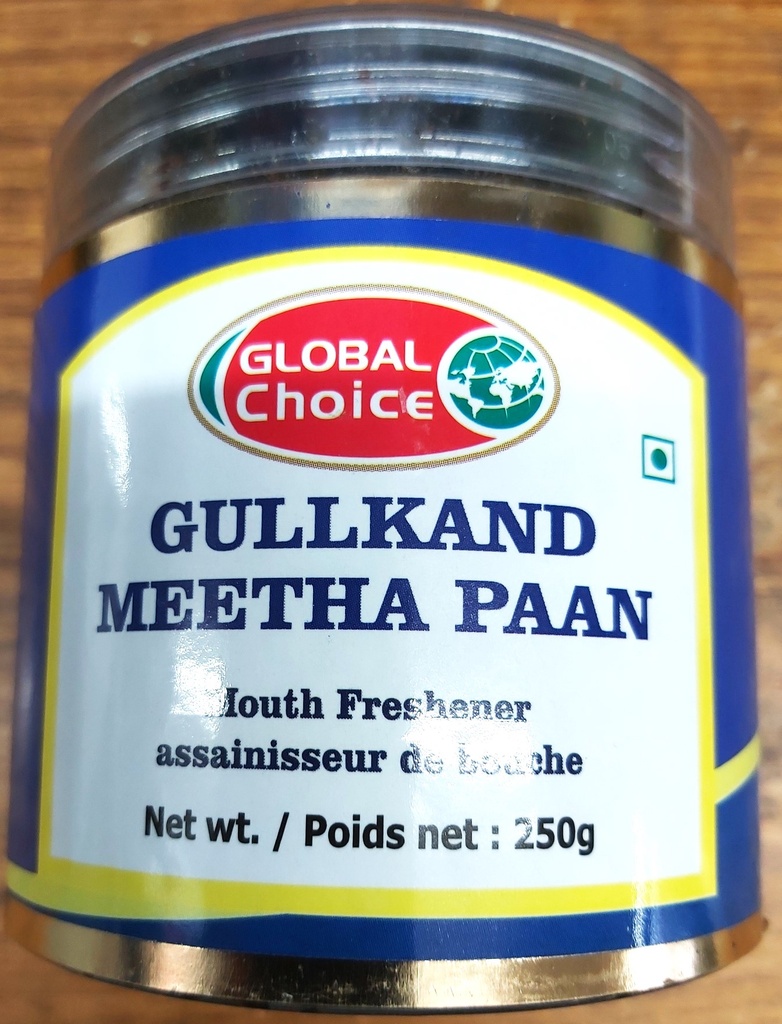 GLOBAL
Choice
GULLKAND
MEETHA PAAN
Mouth Freshener
assainisseur de bouche
Net wt. / Poids net : 250g